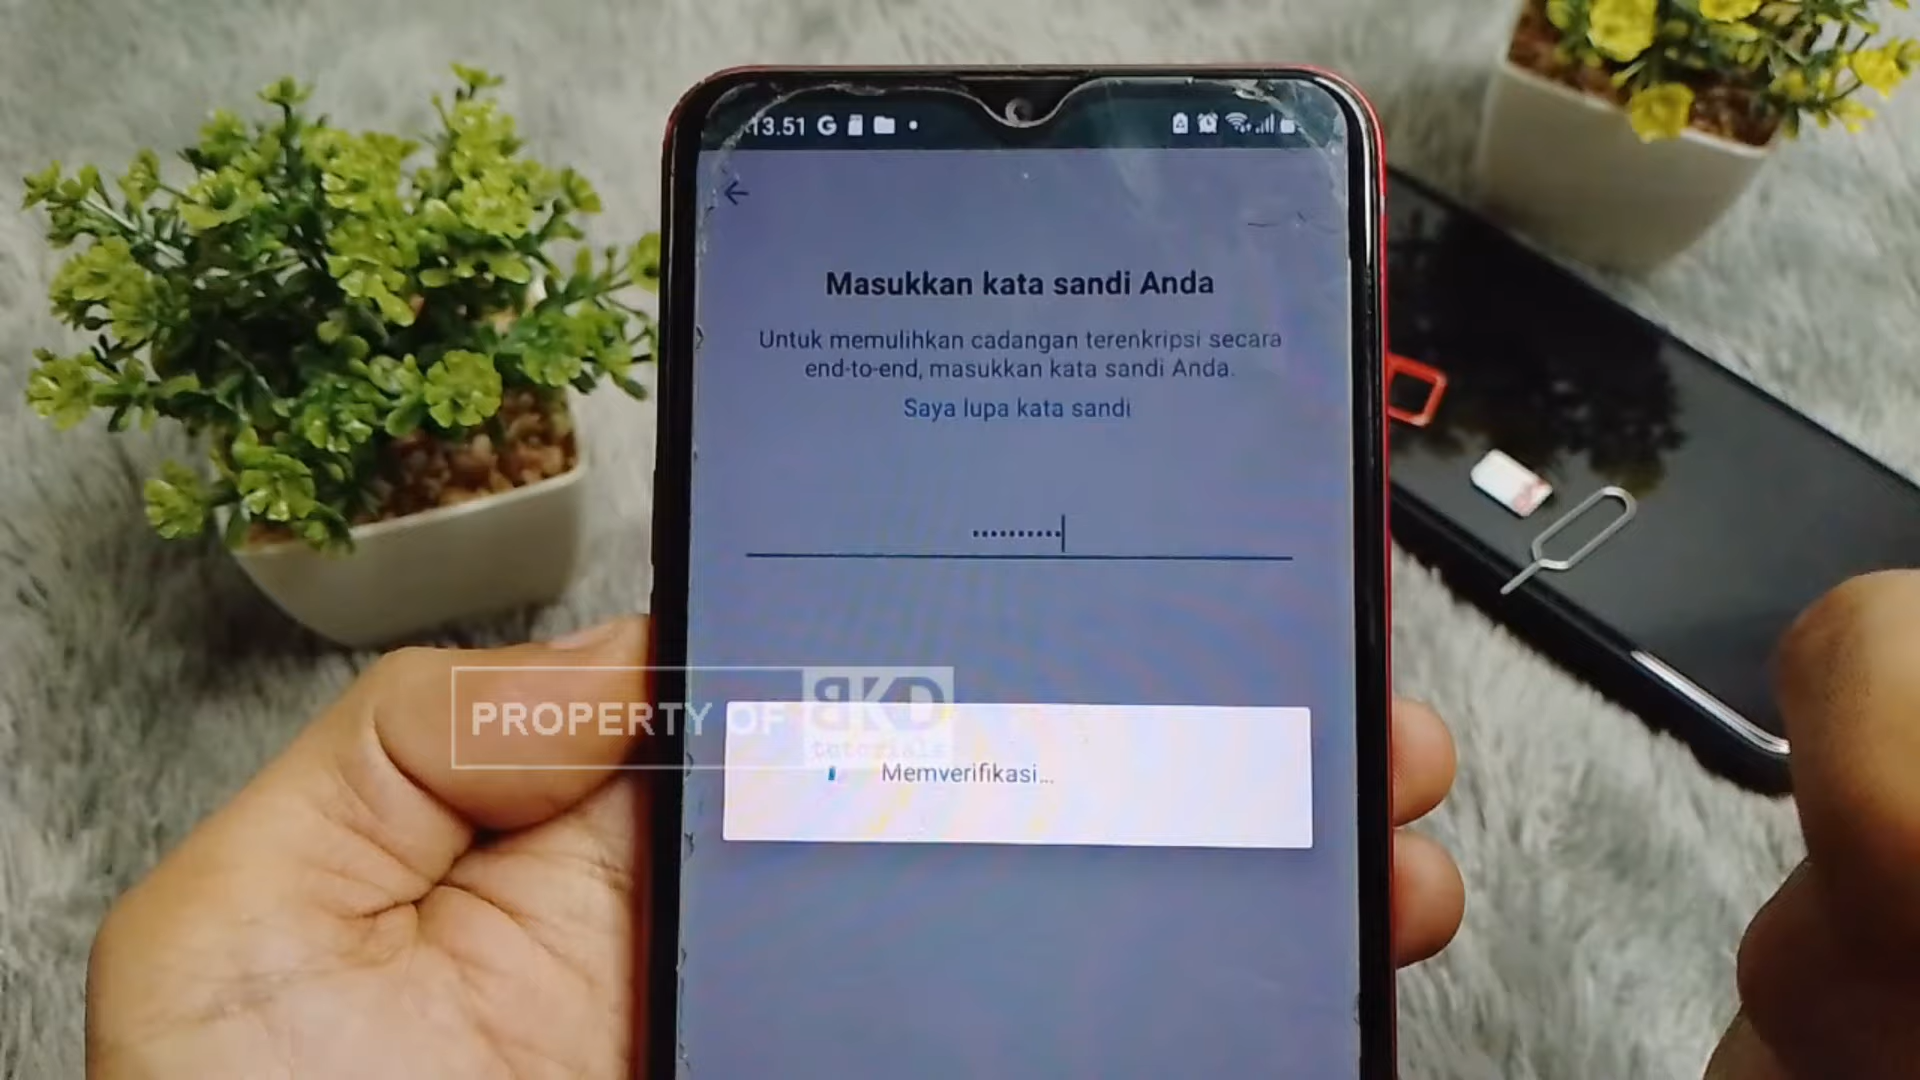 13.51
Masukkan kata sandi Anda
Untuk memulihkan cadangan terenkripsi secara
end-to-end, masukkan kata sandi Anda.
Saya lupa kata sandi
PROPERTY OF BKD
tutorials
Memverifikasi...